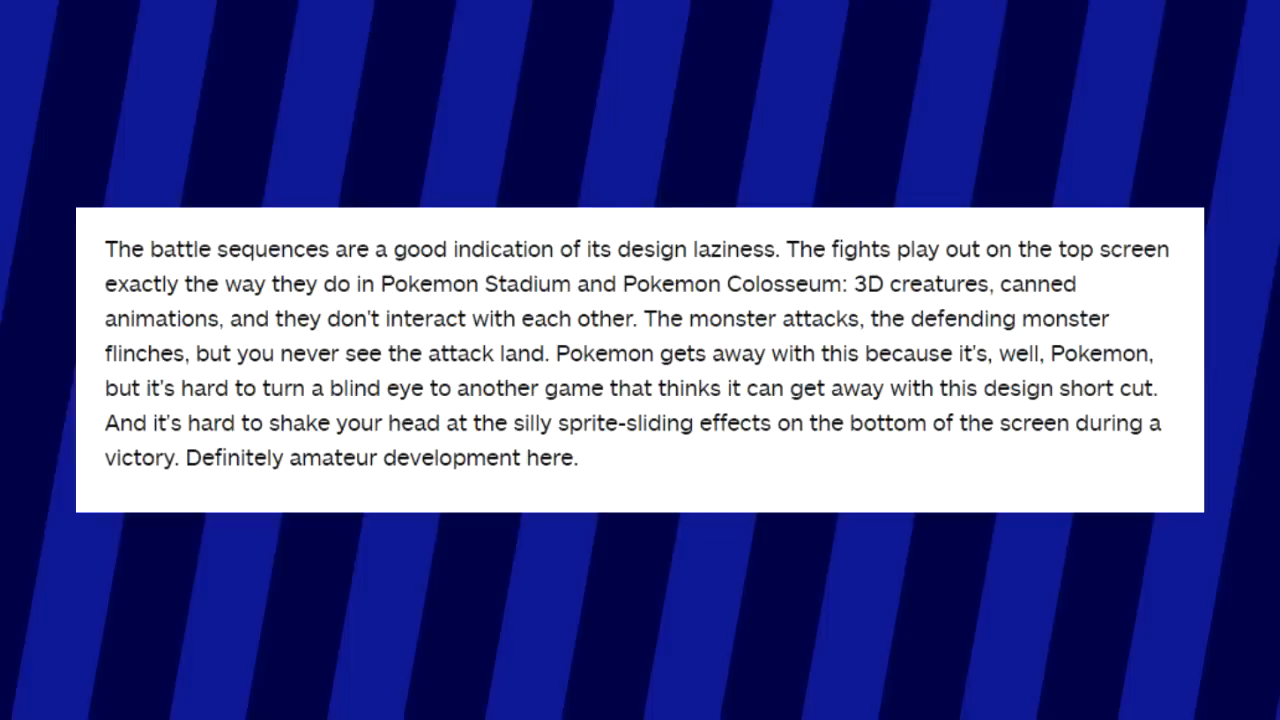 The battle sequences are a good indication of its design laziness. The fights play out on the top screen
exactly the way they do in Pokemon Stadium and Pokemon Colosseum: 3D creatures, canned
animations, and they don't interact with each other. The monster attacks, the defending monster
flinches, but you never see the attack land. Pokemon gets away with this because it's, well, Pokemon,
but it's hard to turn a blind eye to another game that thinks it can get away with this design short cut.
And it's hard to shake your head at the silly sprite-sliding effects on the bottom of the screen during a
victory. Definitely amateur development here.